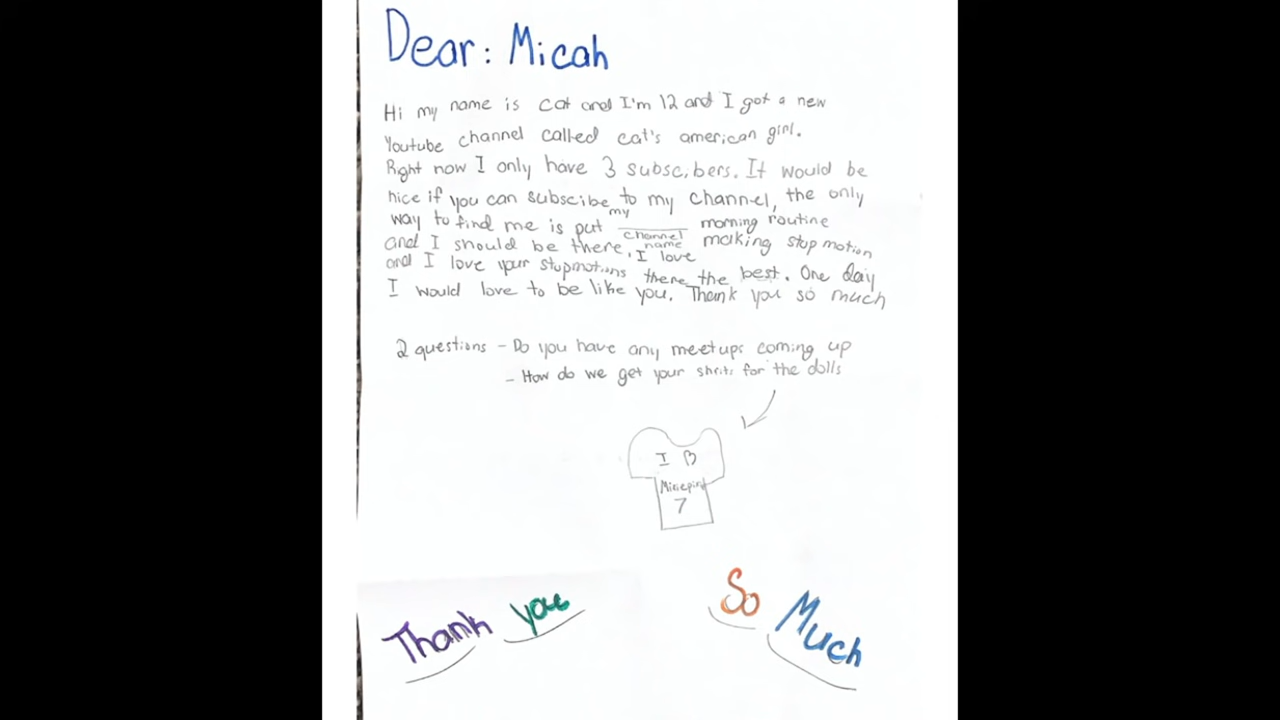 Dear: Micah
Hi my name is cat and I'm 12 and I got a new
Youtube channel called cat's american girl.
Right now I only have 3 subscibers. It would be
nice if you can subscibe to my channel, the only
way to find me is put my channel name morning routine
and I should be there, I love making stop motion
and I love your stopmotions there the best. One day
I would love to be like you. Thank you so much
2 questions - Do you have any meetups coming up
- How do we get your shrits for the dolls
I B
7
Thank you
So Much